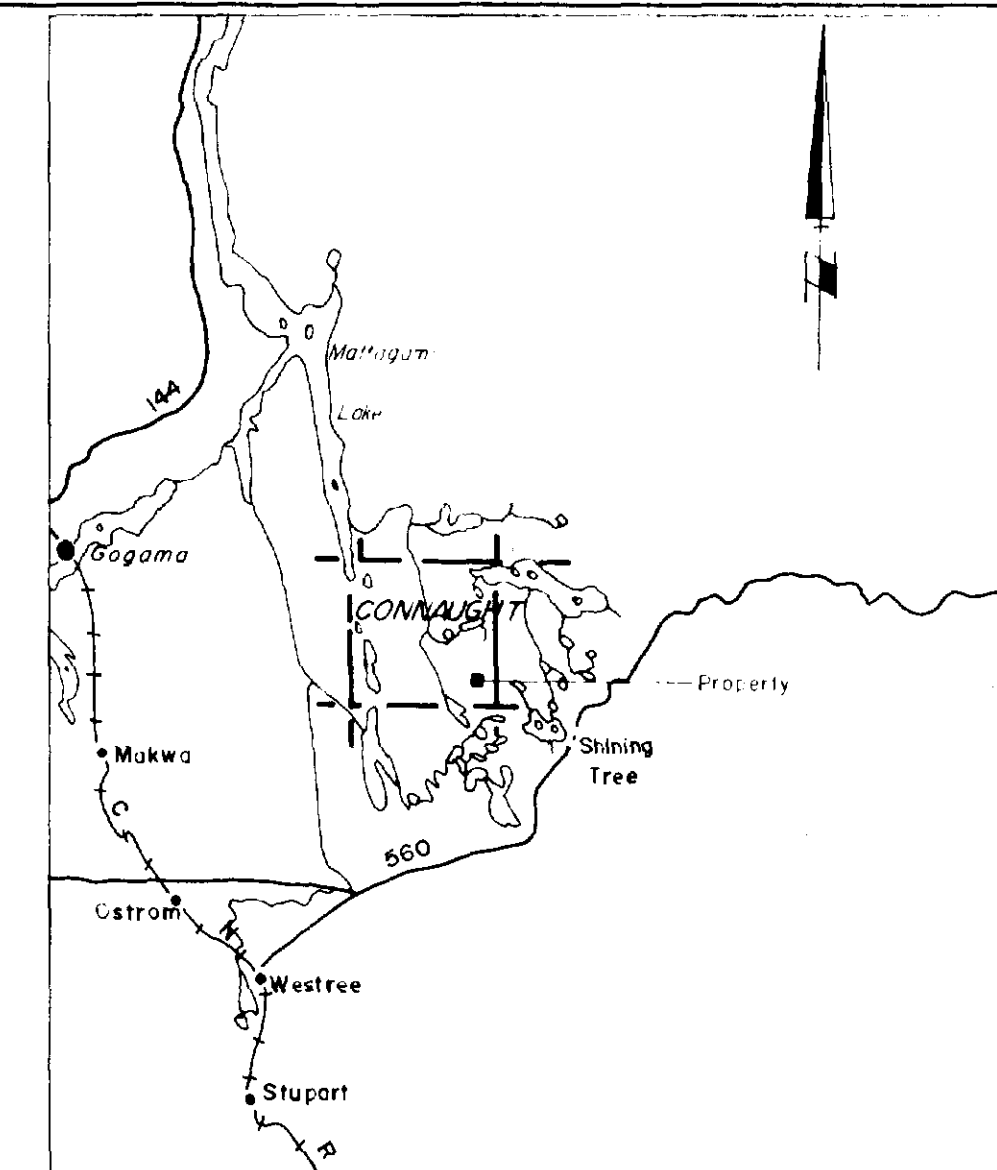 144
Mattagami
Lake
Gogama
CONNAUGHT
Property
Shining
Tree
Makwa
C
560
Ostrom
N
Westree
Stupart
R